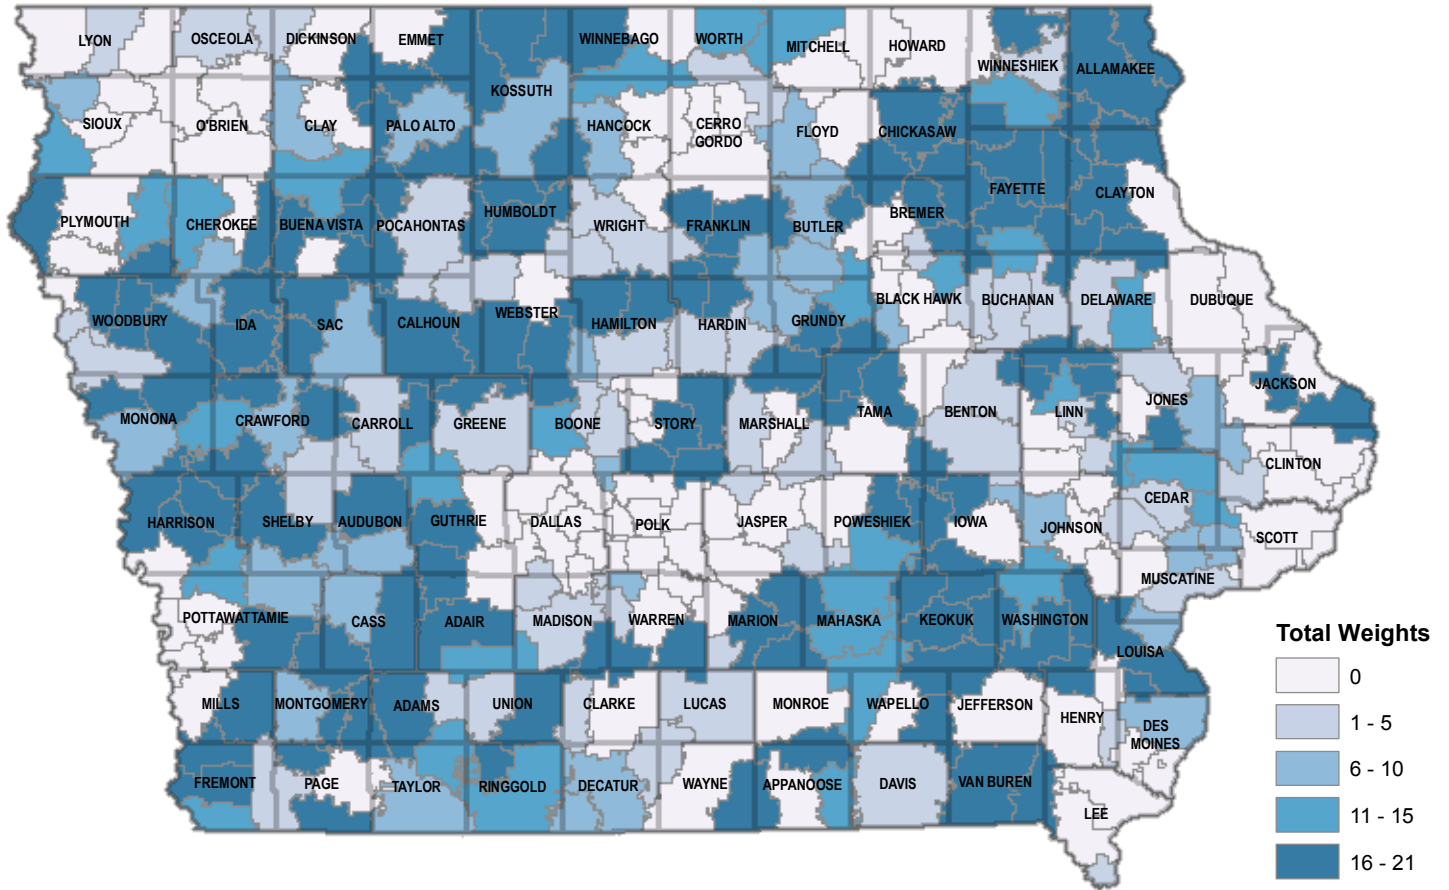 LYON
OSCEOLA
DICKINSON
EMMET
WINNEBAGO
WORTH
MITCHELL
HOWARD
WINNESHIEK
ALLAMAKEE
KOSSUTH
SIOUX
O'BRIEN
CLAY
PALO ALTO
HANCOCK
CERRO
GORDO
FLOYD
CHICKASAW
FAYETTE
CLAYTON
PLYMOUTH
CHEROKEE
BUENA VISTA
POCAHONTAS
HUMBOLDT
WRIGHT
FRANKLIN
BUTLER
BREMER
WOODBURY
IDA
SAC
CALHOUN
WEBSTER
HAMILTON
HARDIN
GRUNDY
BLACK HAWK
BUCHANAN
DELAWARE
DUBUQUE
MONONA
CRAWFORD
CARROLL
GREENE
BOONE
STORY
MARSHALL
TAMA
BENTON
LINN
JONES
JACKSON
CLINTON
HARRISON
SHELBY
AUDUBON
GUTHRIE
DALLAS
POLK
JASPER
POWESHIEK
IOWA
JOHNSON
CEDAR
SCOTT
MUSCATINE
POTTAWATTAMIE
CASS
ADAIR
MADISON
WARREN
MARION
MAHASKA
KEOKUK
WASHINGTON
LOUISA
MILLS
MONTGOMERY
ADAMS
UNION
CLARKE
LUCAS
MONROE
WAPELLO
JEFFERSON
HENRY
DES
MOINES
FREMONT
PAGE
TAYLOR
RINGGOLD
DECATUR
WAYNE
APPANOOSE
DAVIS
VAN BUREN
LEE
Total Weights
0
1 - 5
6 - 10
11 - 15
16 - 21